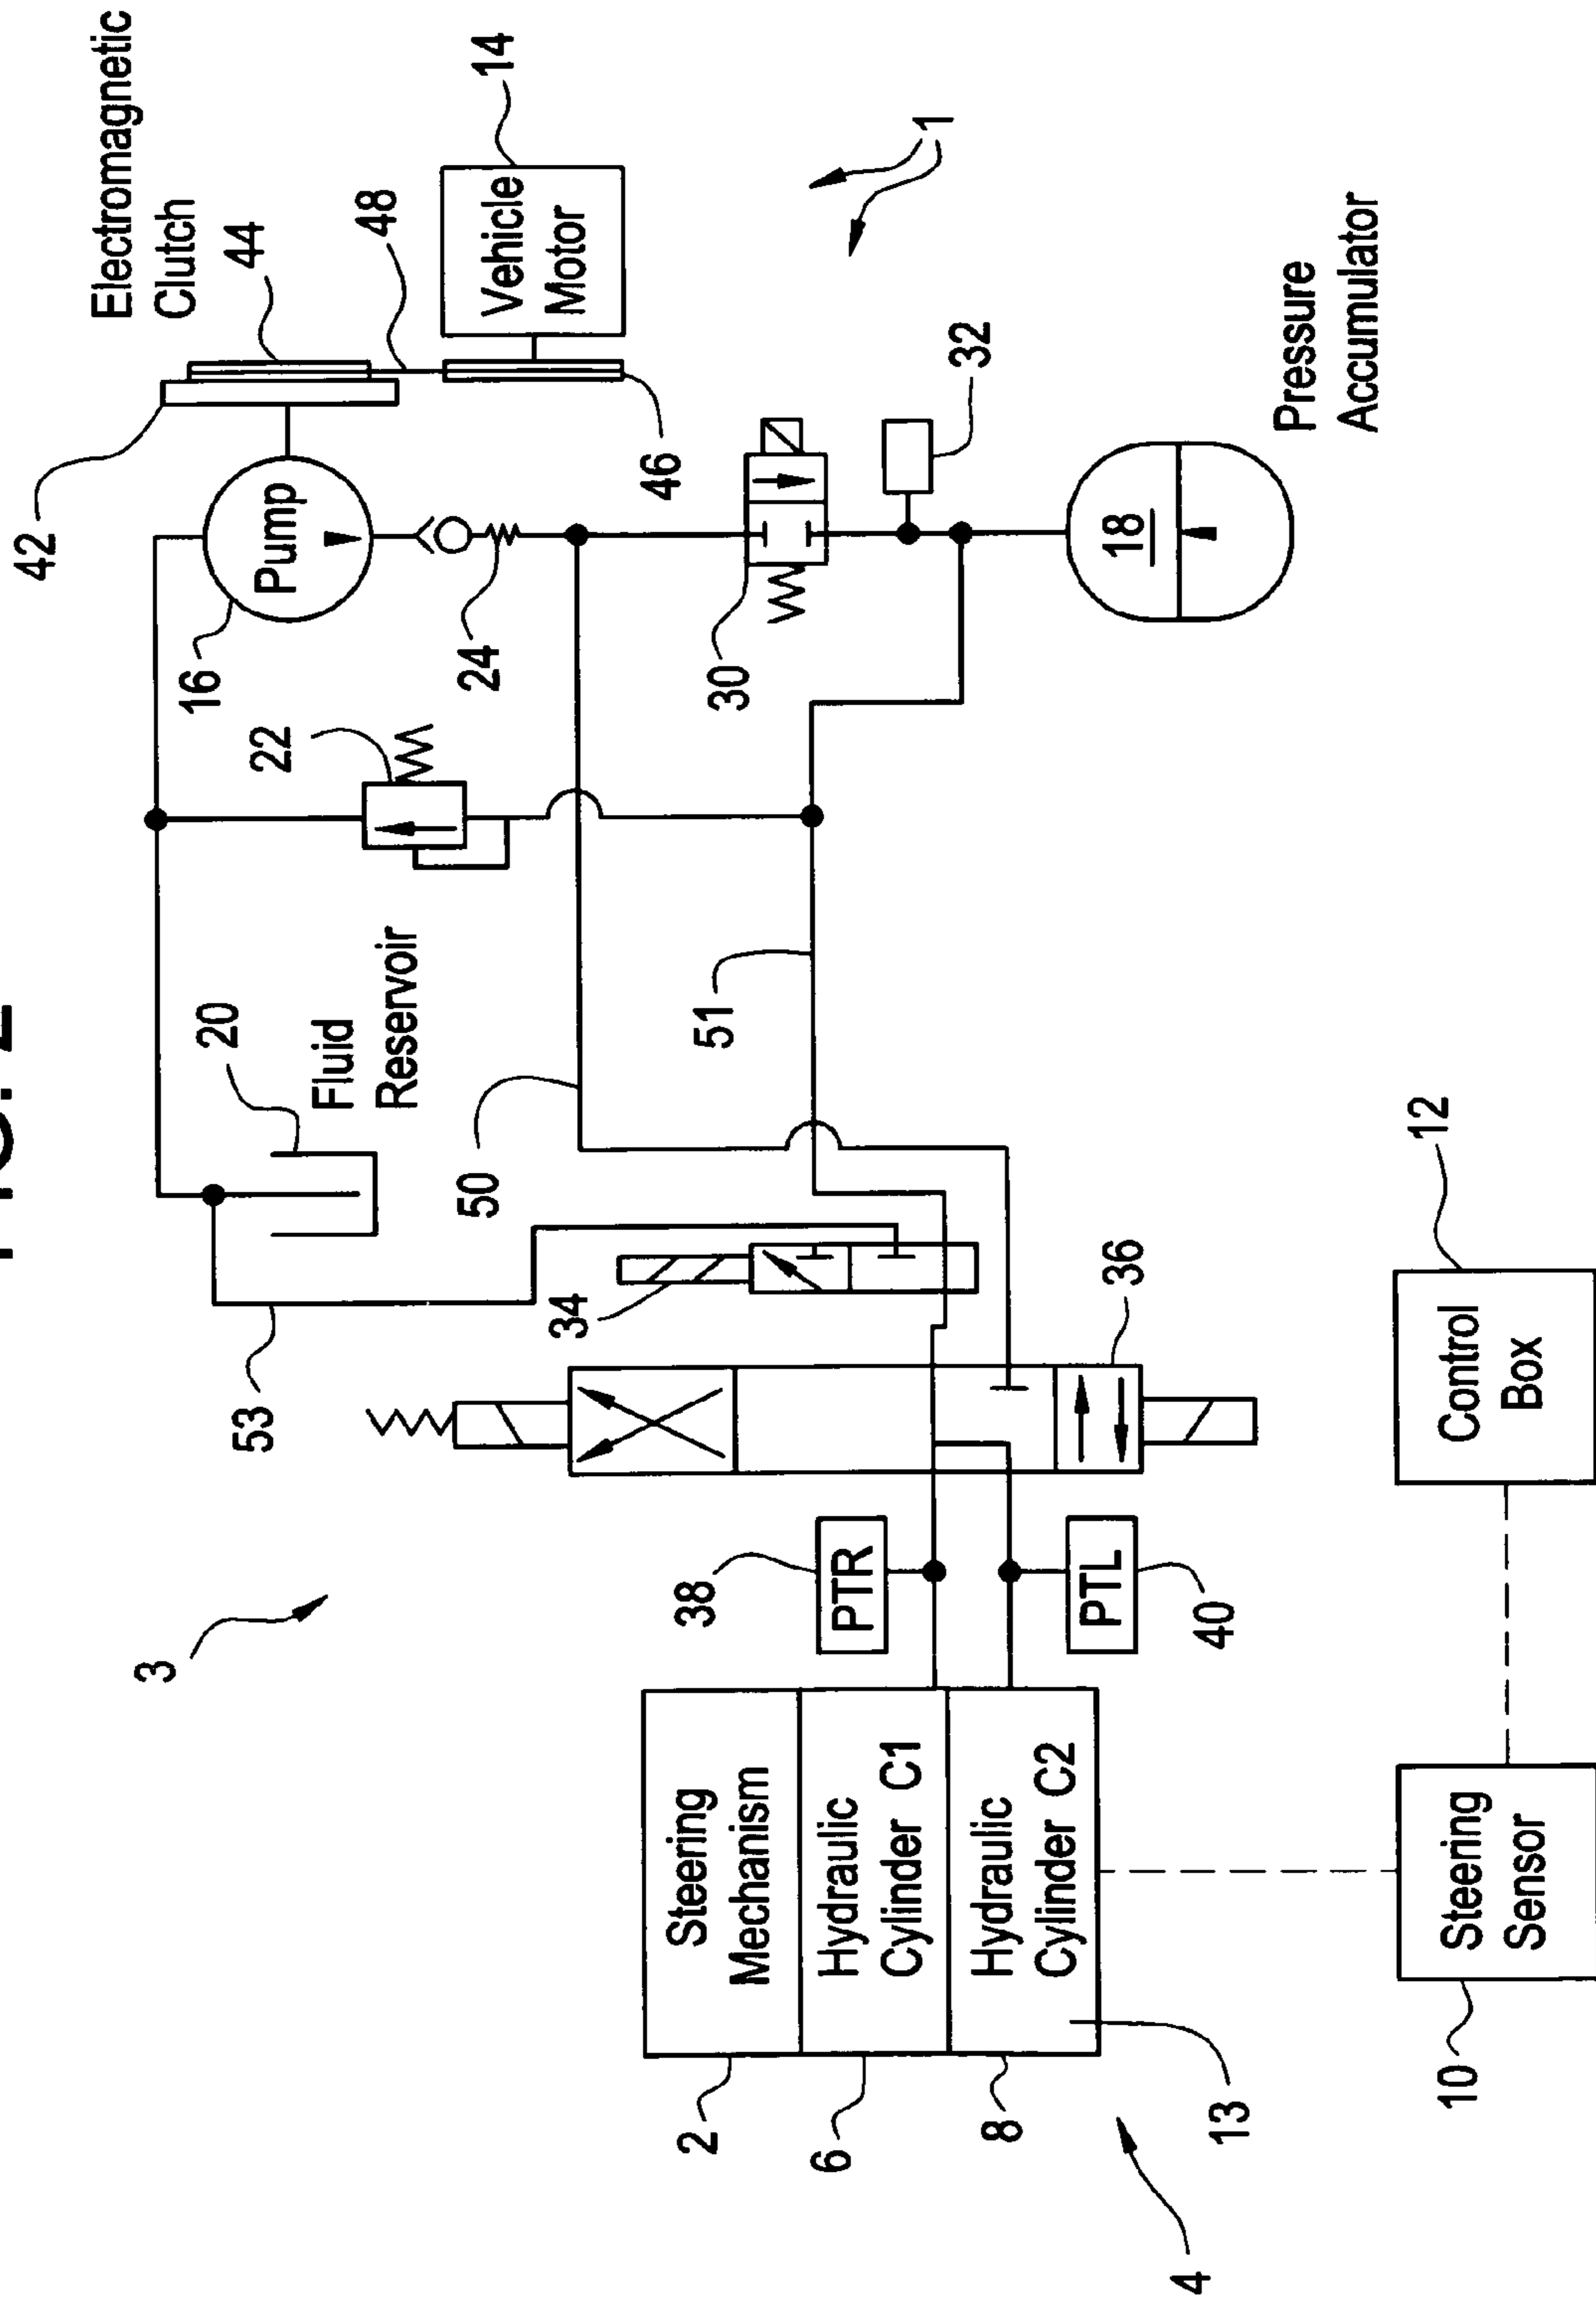 Electromagnetic
Clutch
42
44
48
14
Vehicle
Motor
46
1
Pump
16
24
22
20
Fluid
Reservoir
30
32
18
Pressure
Accumulator
50
51
53
34
36
3
38
PTR
PTL
40
12
Control
Box
Steering
Mechanism
Hydraulic
Cylinder C1
Hydraulic
Cylinder C2
2
6
8
13
4
10
Steering
Sensor